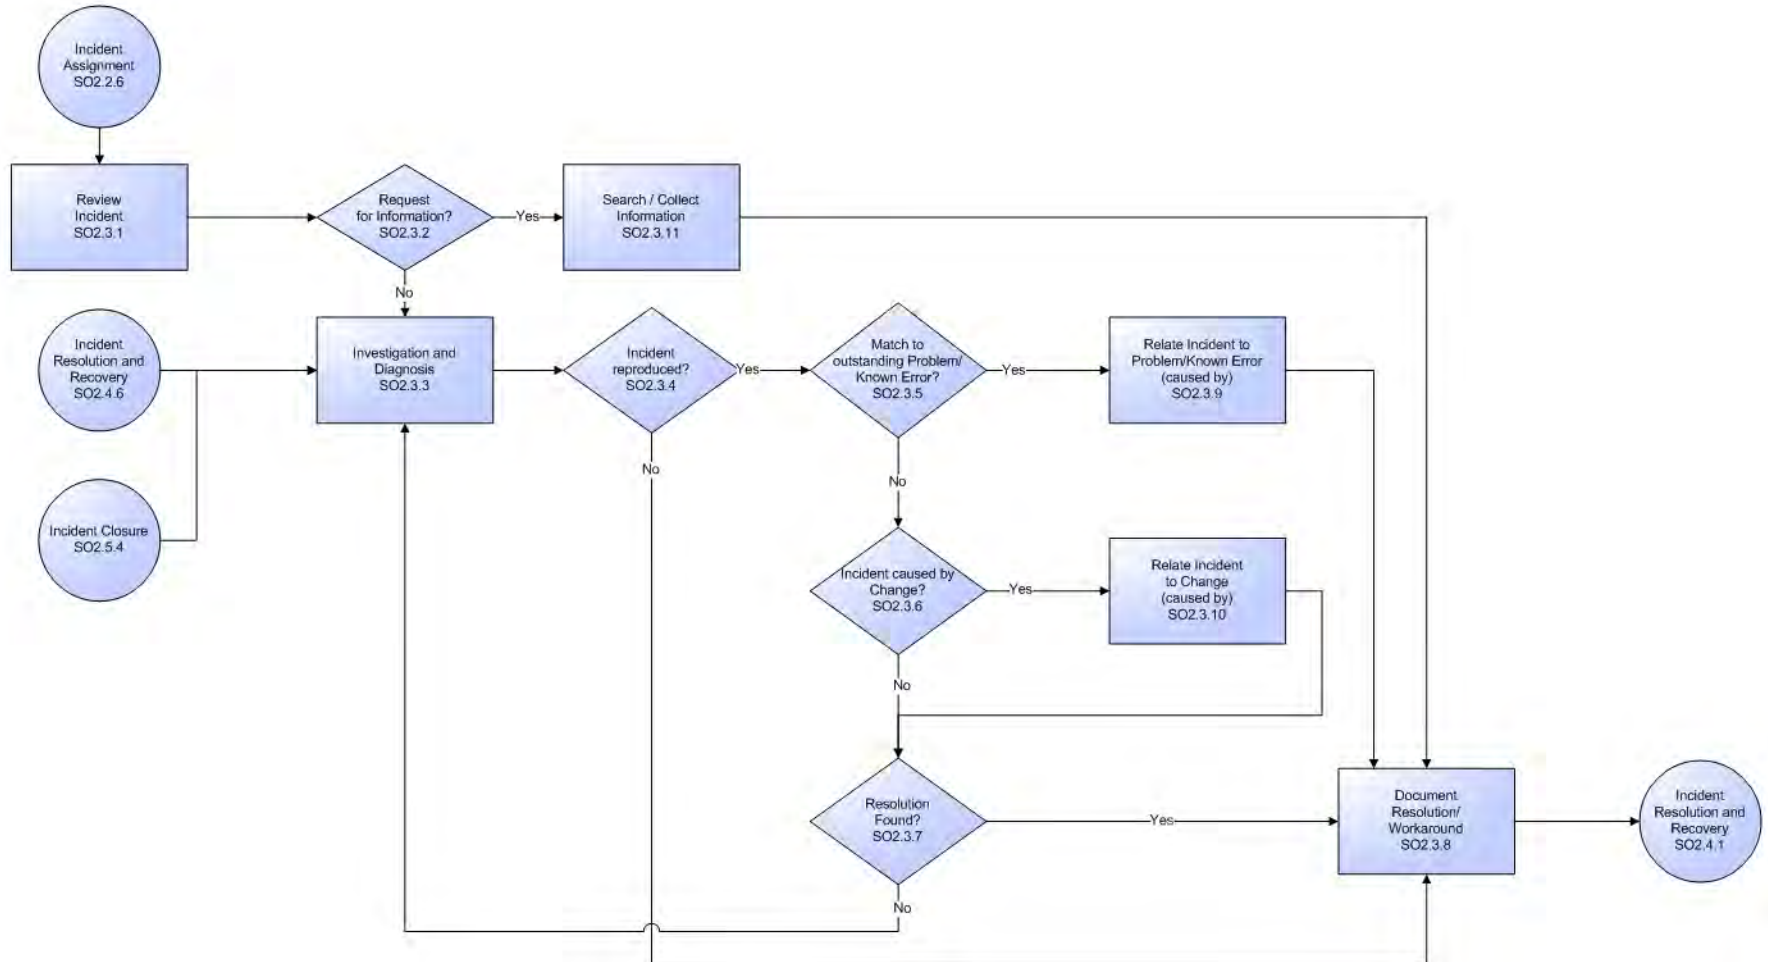 Incident
Assignment
SO2.2.6
Review
Incident
SO2.3.1
Request
for Information?
SO2.3.2
Yes
Search / Collect
Information
SO2.3.11
No
Incident
Resolution and
Recovery
SO2.4.6
Investigation and
Diagnosis
SO2.3.3
Incident
reproduced?
SO2.3.4
Yes
Match to
outstanding Problem/
Known Error?
SO2.3.5
Yes
Relate Incident to
Problem/Known Error
(caused by)
SO2.3.9
No
No
Incident Closure
SO2.5.4
Incident caused by
Change?
SO2.3.6
Yes
Relate Incident
to Change
(caused by)
SO2.3.10
No
Resolution
Found?
SO2.3.7
Yes
Document
Resolution/
Workaround
SO2.3.8
Incident
Resolution and
Recovery
SO2.4.1
No